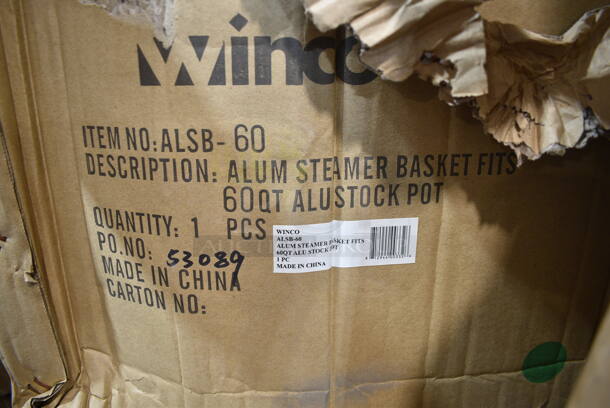 Winco
ITEM NO: ALSB-60
DESCRIPTION: ALUM STEAMER BASKET FITS
60QT ALUSTOCK POT
QUANTITY: 1 PCS
PO.NO: 53089
MADE IN CHINA
CARTON NO:
WINCO
ALSB-60
ALUM STEAMER BASKET FITS
60QT ALU STOCK POT
1 PC
MADE IN CHINA